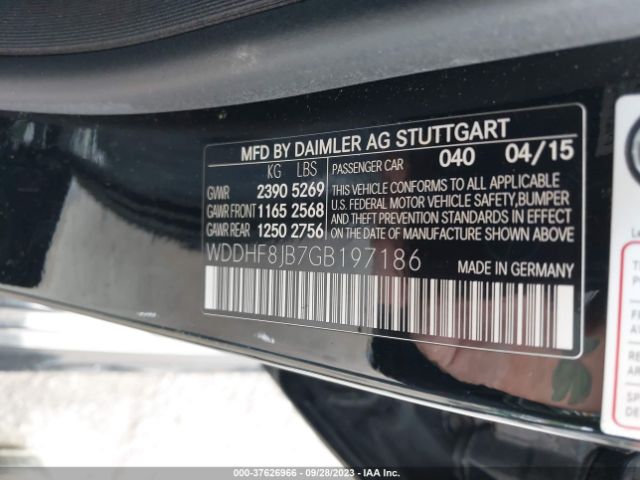 MFD BY DAIMLER AG STUTTGART
KG LBS PASSENGER CAR 040 04/15
GVWR 2390 5269
GAWR FRONT 1165 2568
GAWR REAR 1250 2756
THIS VEHICLE CONFORMS TO ALL APPLICABLE
U.S. FEDERAL MOTOR VEHICLE SAFETY,BUMPER
AND THEFT PREVENTION STANDARDS IN EFFECT
ON THE DATE OF MANUFACTURE SHOWN ABOVE.
WDDHF8JB7GB197186 MADE IN GERMANY
000-37626966 - 09/28/2023 - IAA Inc.